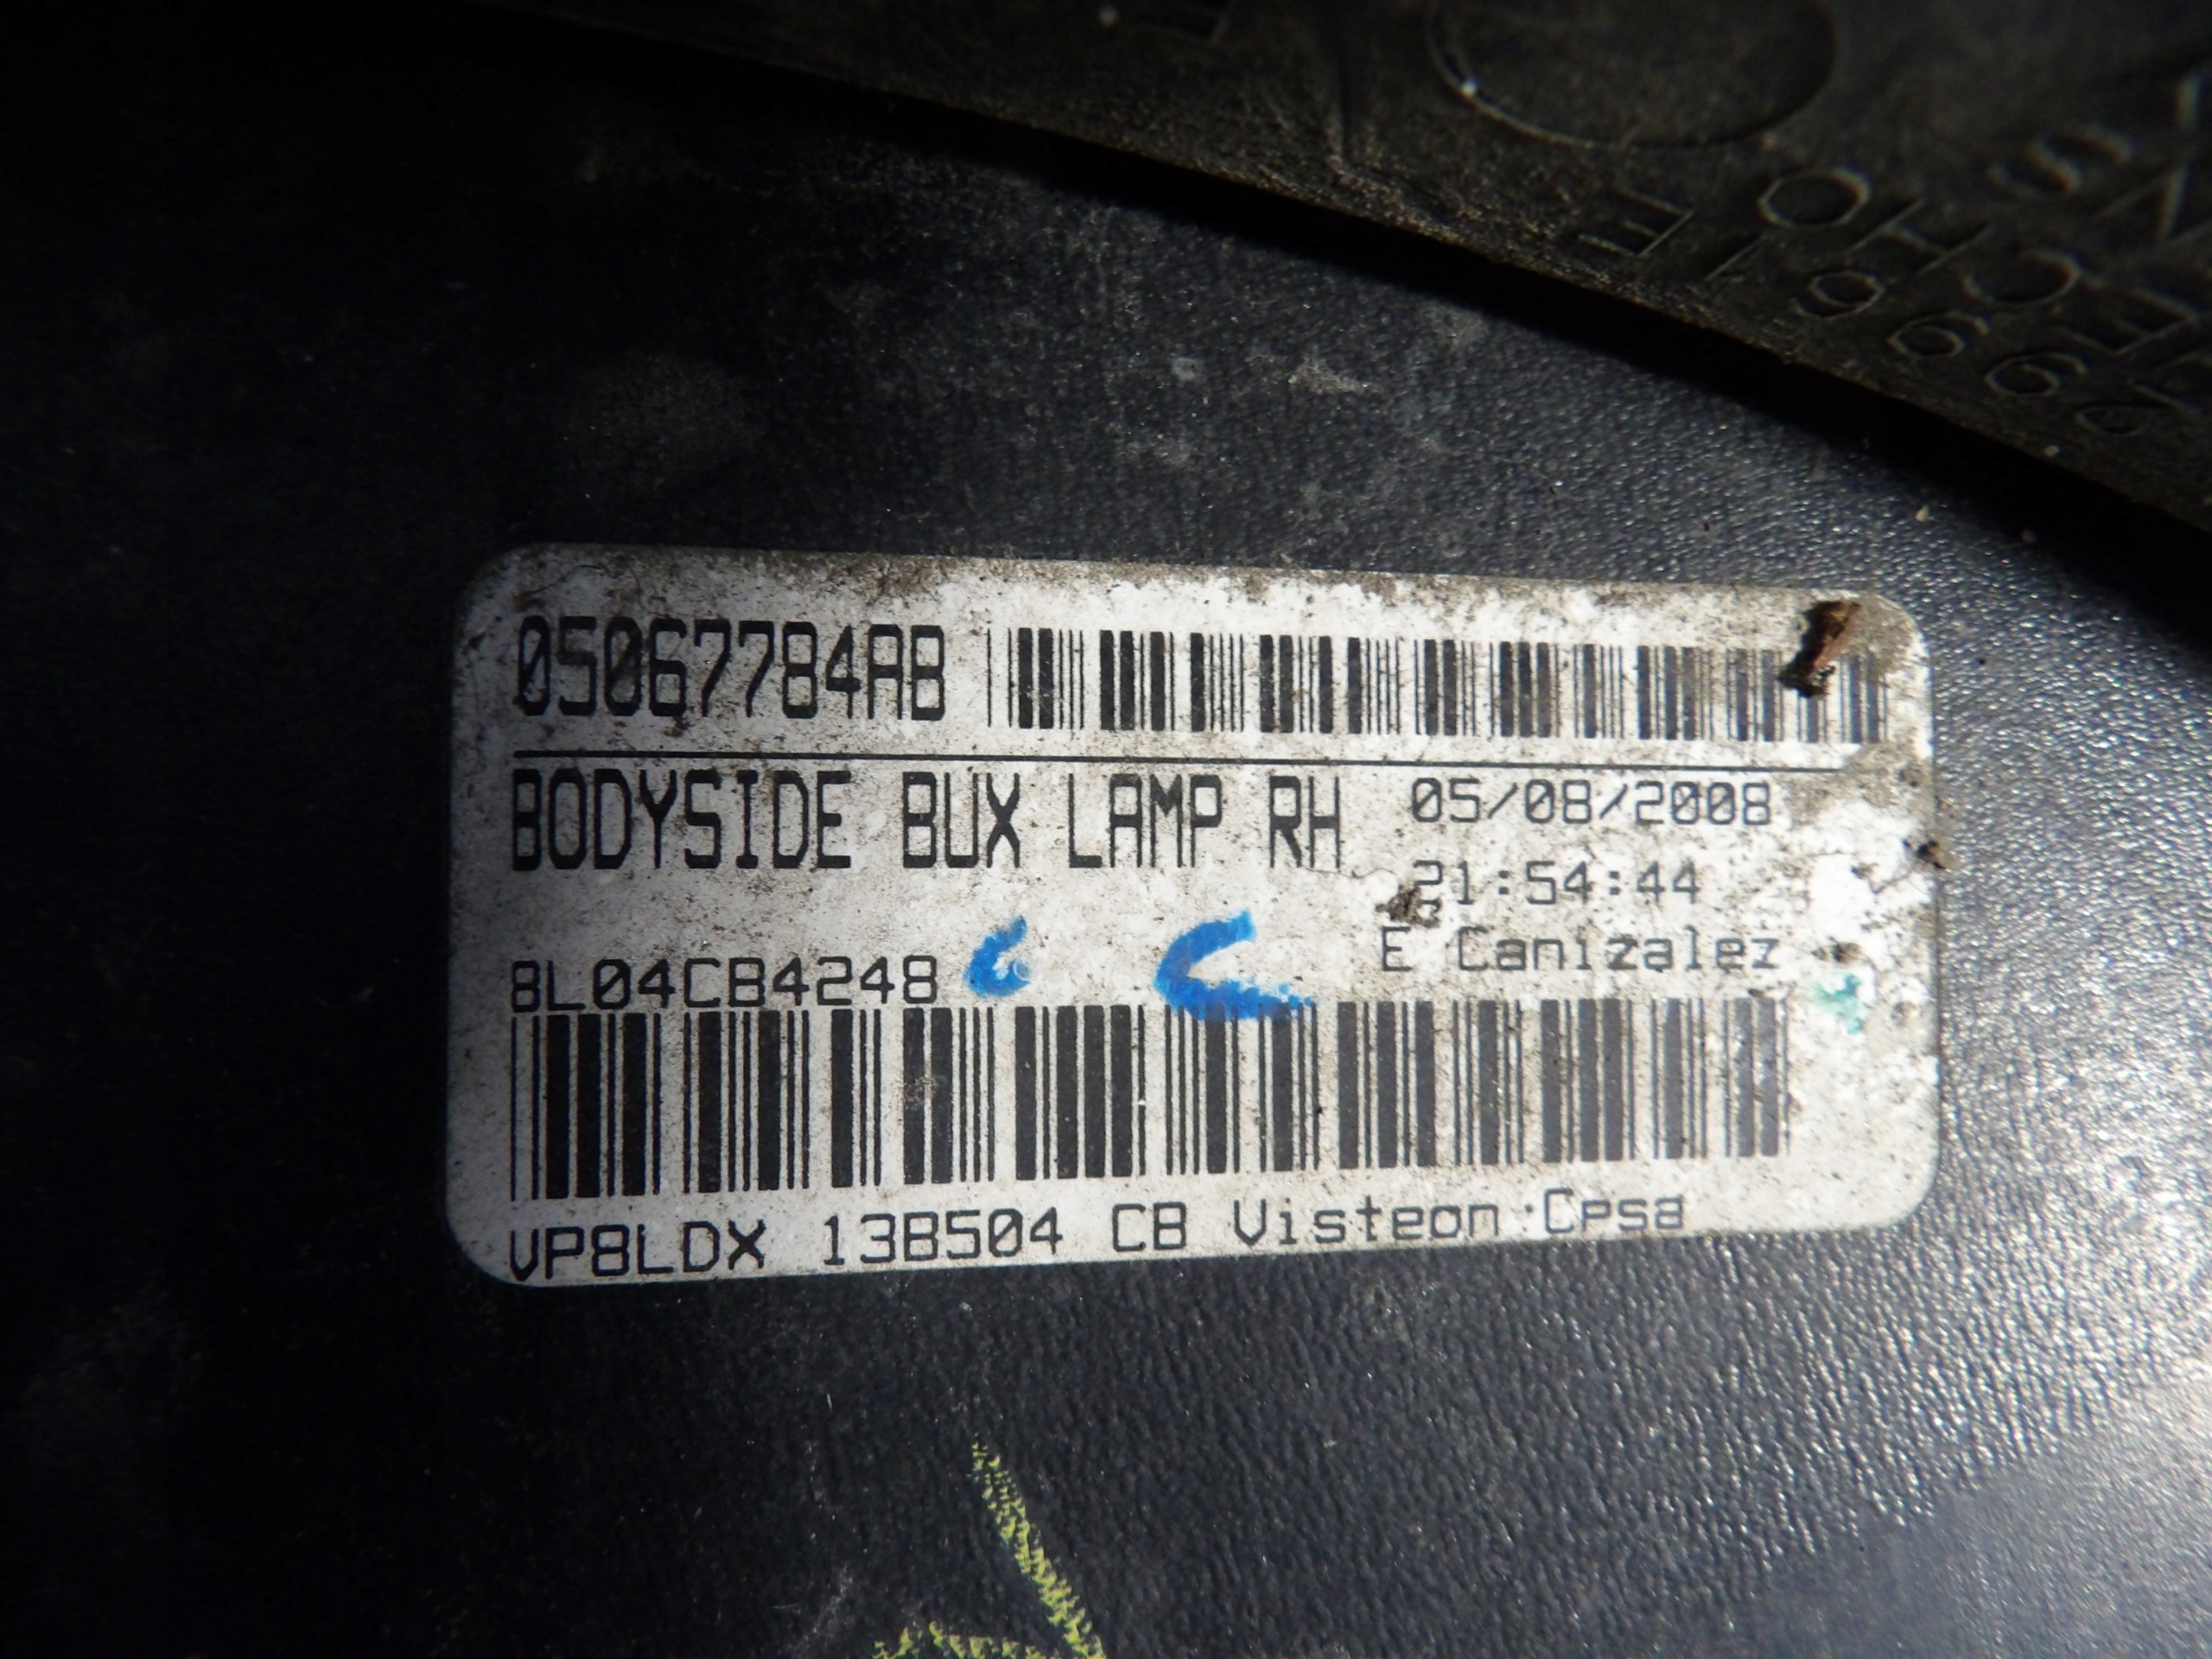 05067784AB
BODYSIDE BUX LAMP RH
05/08/2008
21:54:44
E Canizalez
8L04CB4248
C C
VP8LDX 13B504 CB Visteon:Cpsa